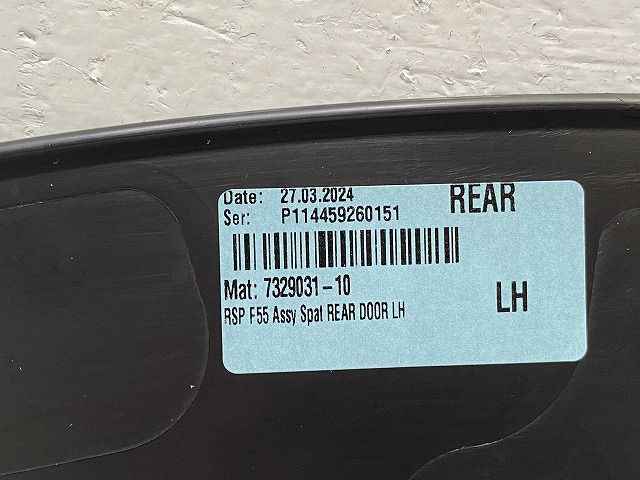 Date: 27.03.2024 REAR
Ser: P114459260151
Mat: 7329031-10
LH
RSP F55 Assy Spat REAR DOOR LH